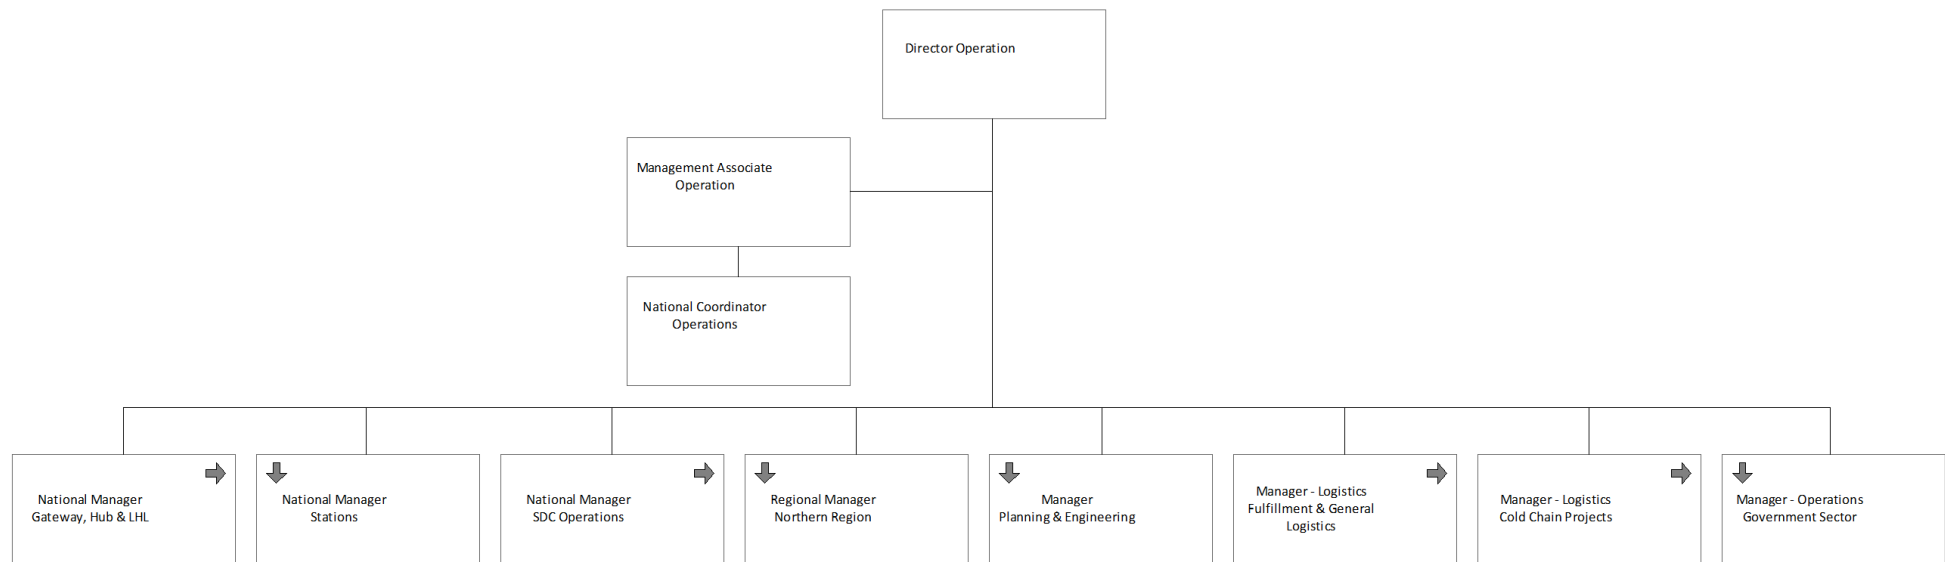 Director Operation
Management Associate
Operation
National Coordinator
Operations
National Manager
Gateway, Hub & LHL
National Manager
Stations
National Manager
SDC Operations
Regional Manager
Northern Region
Manager
Planning & Engineering
Manager - Logistics
Fulfillment & General
Logistics
Manager - Logistics
Cold Chain Projects
Manager - Operations
Government Sector